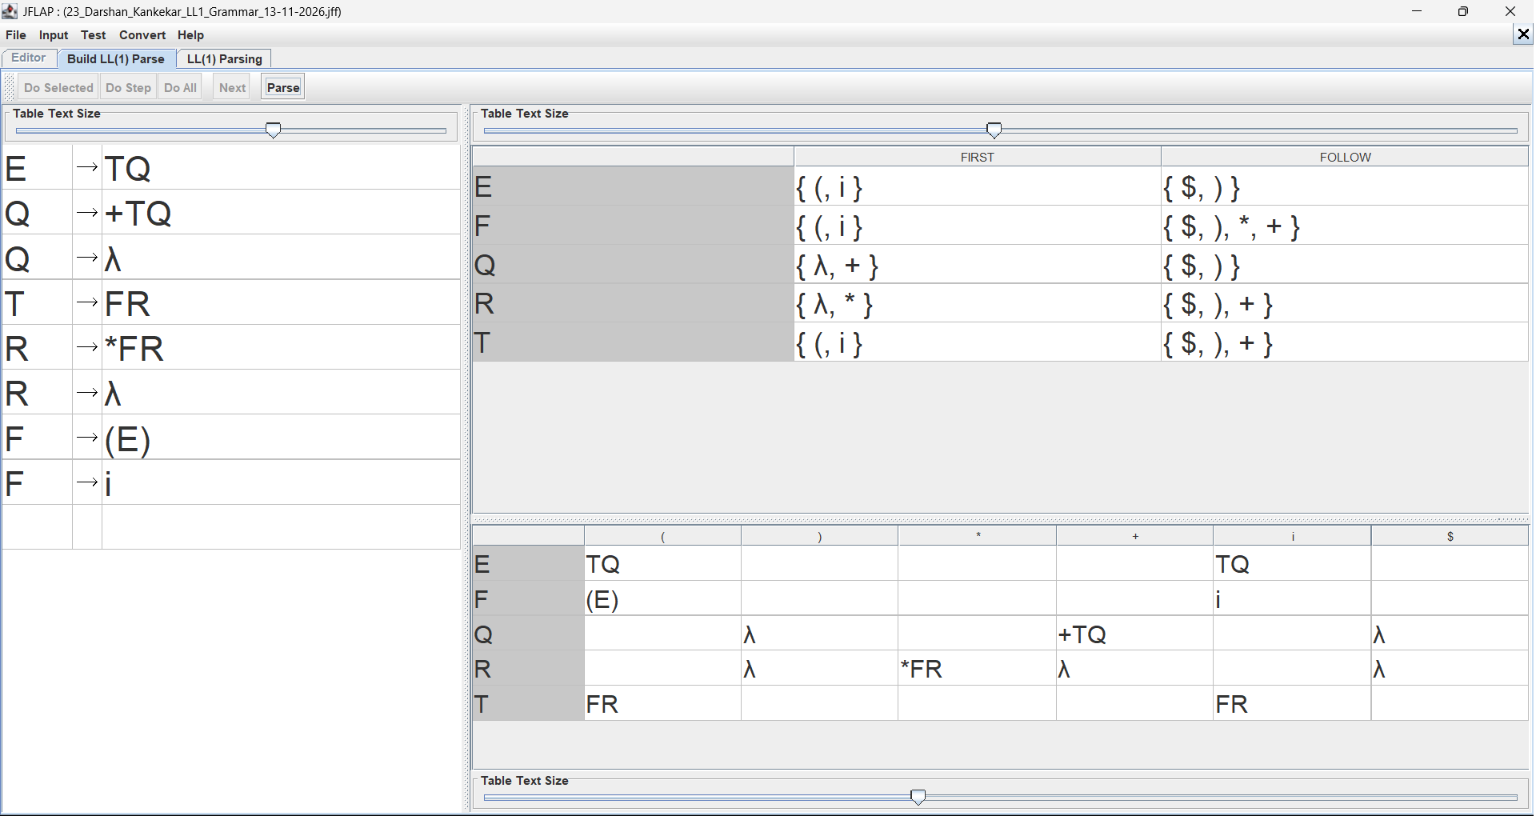 JFLAP : (23_Darshan_Kankekar_LL1_Grammar_13-11-2026.jff)
File Input Test Convert Help
Editor Build LL(1) Parse LL(1) Parsing
Do Selected Do Step Do All Next Parse
Table Text Size
E → TQ
Q → +TQ
Q → λ
T → FR
R → *FR
R → λ
F → (E)
F → i
Table Text Size
FIRST FOLLOW
E { (, i } { $, ) }
F { (, i } { $, ), *, + }
Q { λ, + } { $, ) }
R { λ, * } { $, ), + }
T { (, i } { $, ), + }
( ) * + i $
E TQ TQ
F (E) i
Q λ +TQ λ
R λ *FR λ λ
T FR FR
Table Text Size